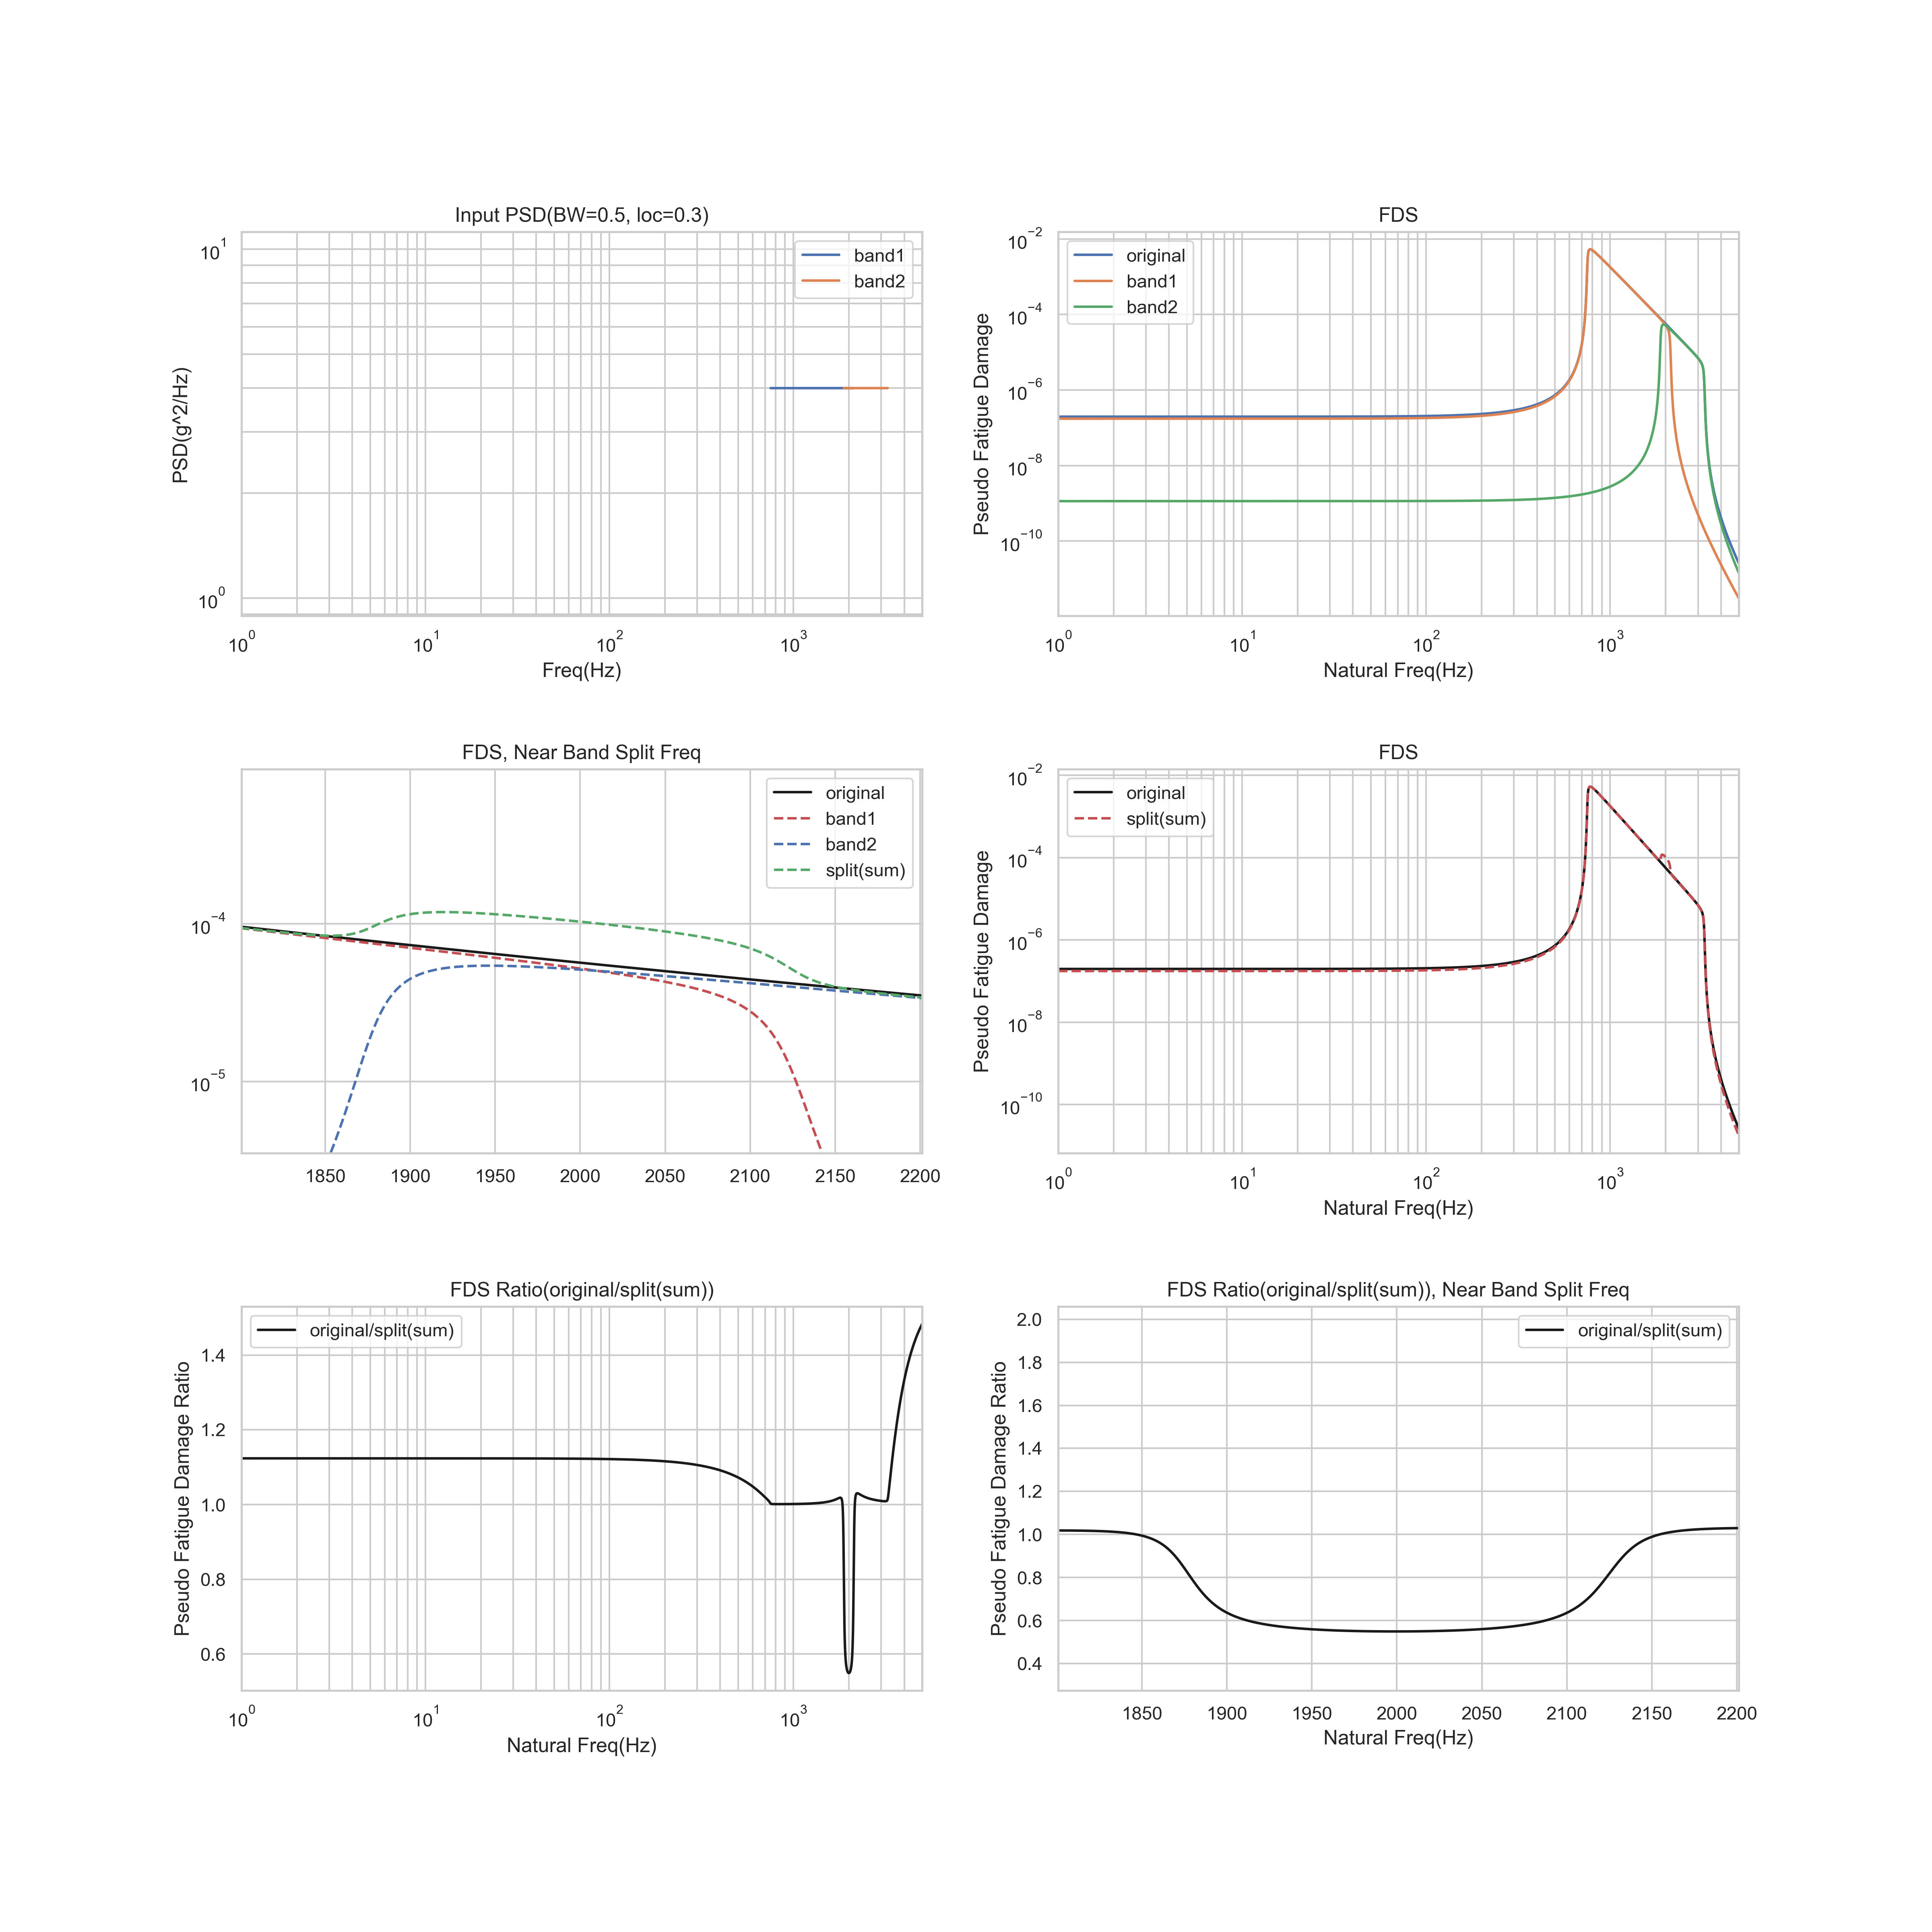 Input PSD(BW=0.5, loc=0.3)
band1
band2
10^1
10^0
PSD(g^2/Hz)
10^0 10^1 10^2 10^3
Freq(Hz)
FDS
original
band1
band2
10^−2
10^−4
10^−6
10^−8
10^−10
Pseudo Fatigue Damage
10^0 10^1 10^2 10^3
Natural Freq(Hz)
FDS, Near Band Split Freq
original
band1
band2
split(sum)
10^−4
10^−5
1850 1900 1950 2000 2050 2100 2150 2200
FDS
original
split(sum)
10^−2
10^−4
10^−6
10^−8
10^−10
Pseudo Fatigue Damage
10^0 10^1 10^2 10^3
Natural Freq(Hz)
FDS Ratio(original/split(sum))
original/split(sum)
1.4
1.2
1.0
0.8
0.6
Pseudo Fatigue Damage Ratio
10^0 10^1 10^2 10^3
Natural Freq(Hz)
FDS Ratio(original/split(sum)), Near Band Split Freq
original/split(sum)
2.0
1.8
1.6
1.4
1.2
1.0
0.8
0.6
0.4
Pseudo Fatigue Damage Ratio
1850 1900 1950 2000 2050 2100 2150 2200
Natural Freq(Hz)